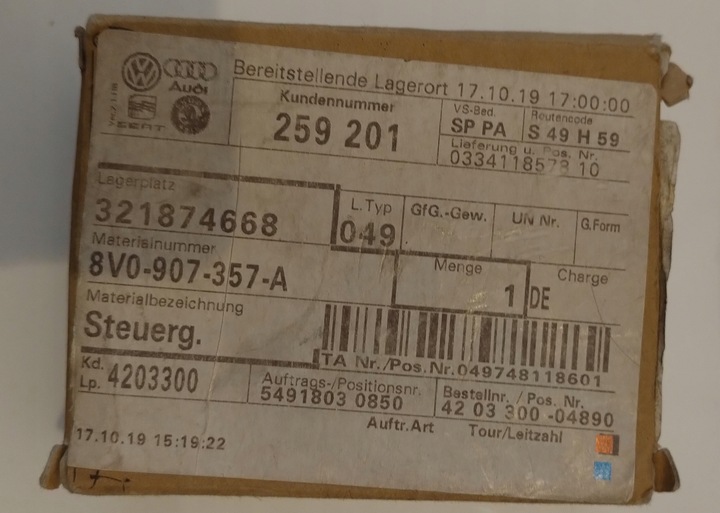 Audi
SEAT
Bereitstellende Lagerort 17.10.19 17:00:00
Kundennummer
259 201
VS-Bed.
SP PA
Routencode
S 49 H 59
Lieferung u. Pos. Nr.
0334118578 10
Lagerplatz
321874668
L.Typ
049
GfG.-Gew.
UN Nr.
G.Form
Materialnummer
8V0-907-357-A
Menge
1 DE
Charge
Materialbezeichnung
Steuerg.
TA Nr./Pos.Nr.049748118601
Kd.
Lp. 4203300
Auftrags-/Positionsnr.
54918030850
Bestellnr. / Pos. Nr.
42 03 300 -04890
Auftr.Art
Tour/Leitzahl
17.10.19 15:19:22